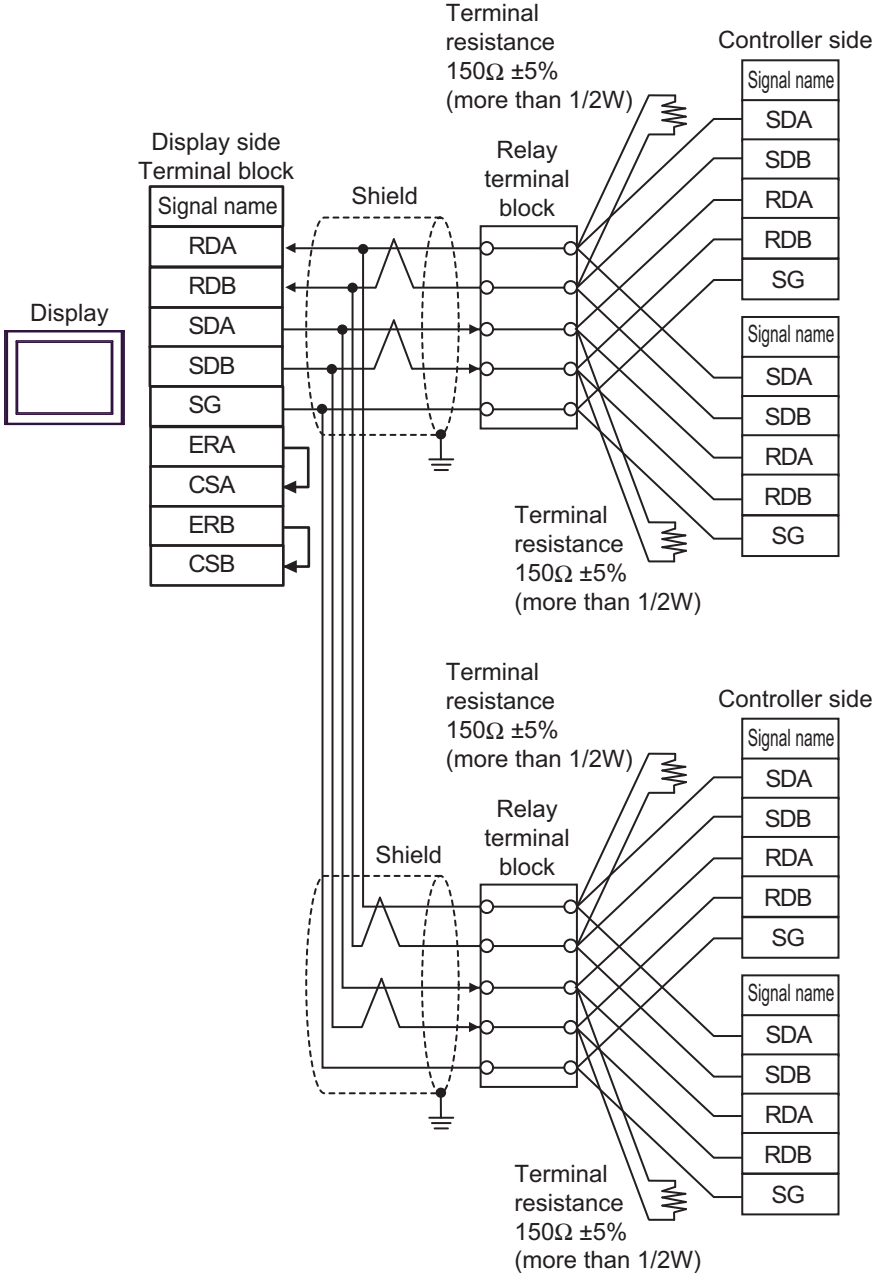 Terminal
resistance
150Ω ±5%
(more than 1/2W)
Controller side
Signal name
SDA
SDB
RDA
RDB
SG
Signal name
SDA
SDB
RDA
RDB
SG
Display side
Terminal block
Signal name
RDA
RDB
SDA
SDB
SG
ERA
CSA
ERB
CSB
Shield
Relay
terminal
block
Display
Terminal
resistance
150Ω ±5%
(more than 1/2W)
Terminal
resistance
150Ω ±5%
(more than 1/2W)
Controller side
Signal name
SDA
SDB
RDA
RDB
SG
Signal name
SDA
SDB
RDA
RDB
SG
Relay
terminal
block
Shield
Terminal
resistance
150Ω ±5%
(more than 1/2W)